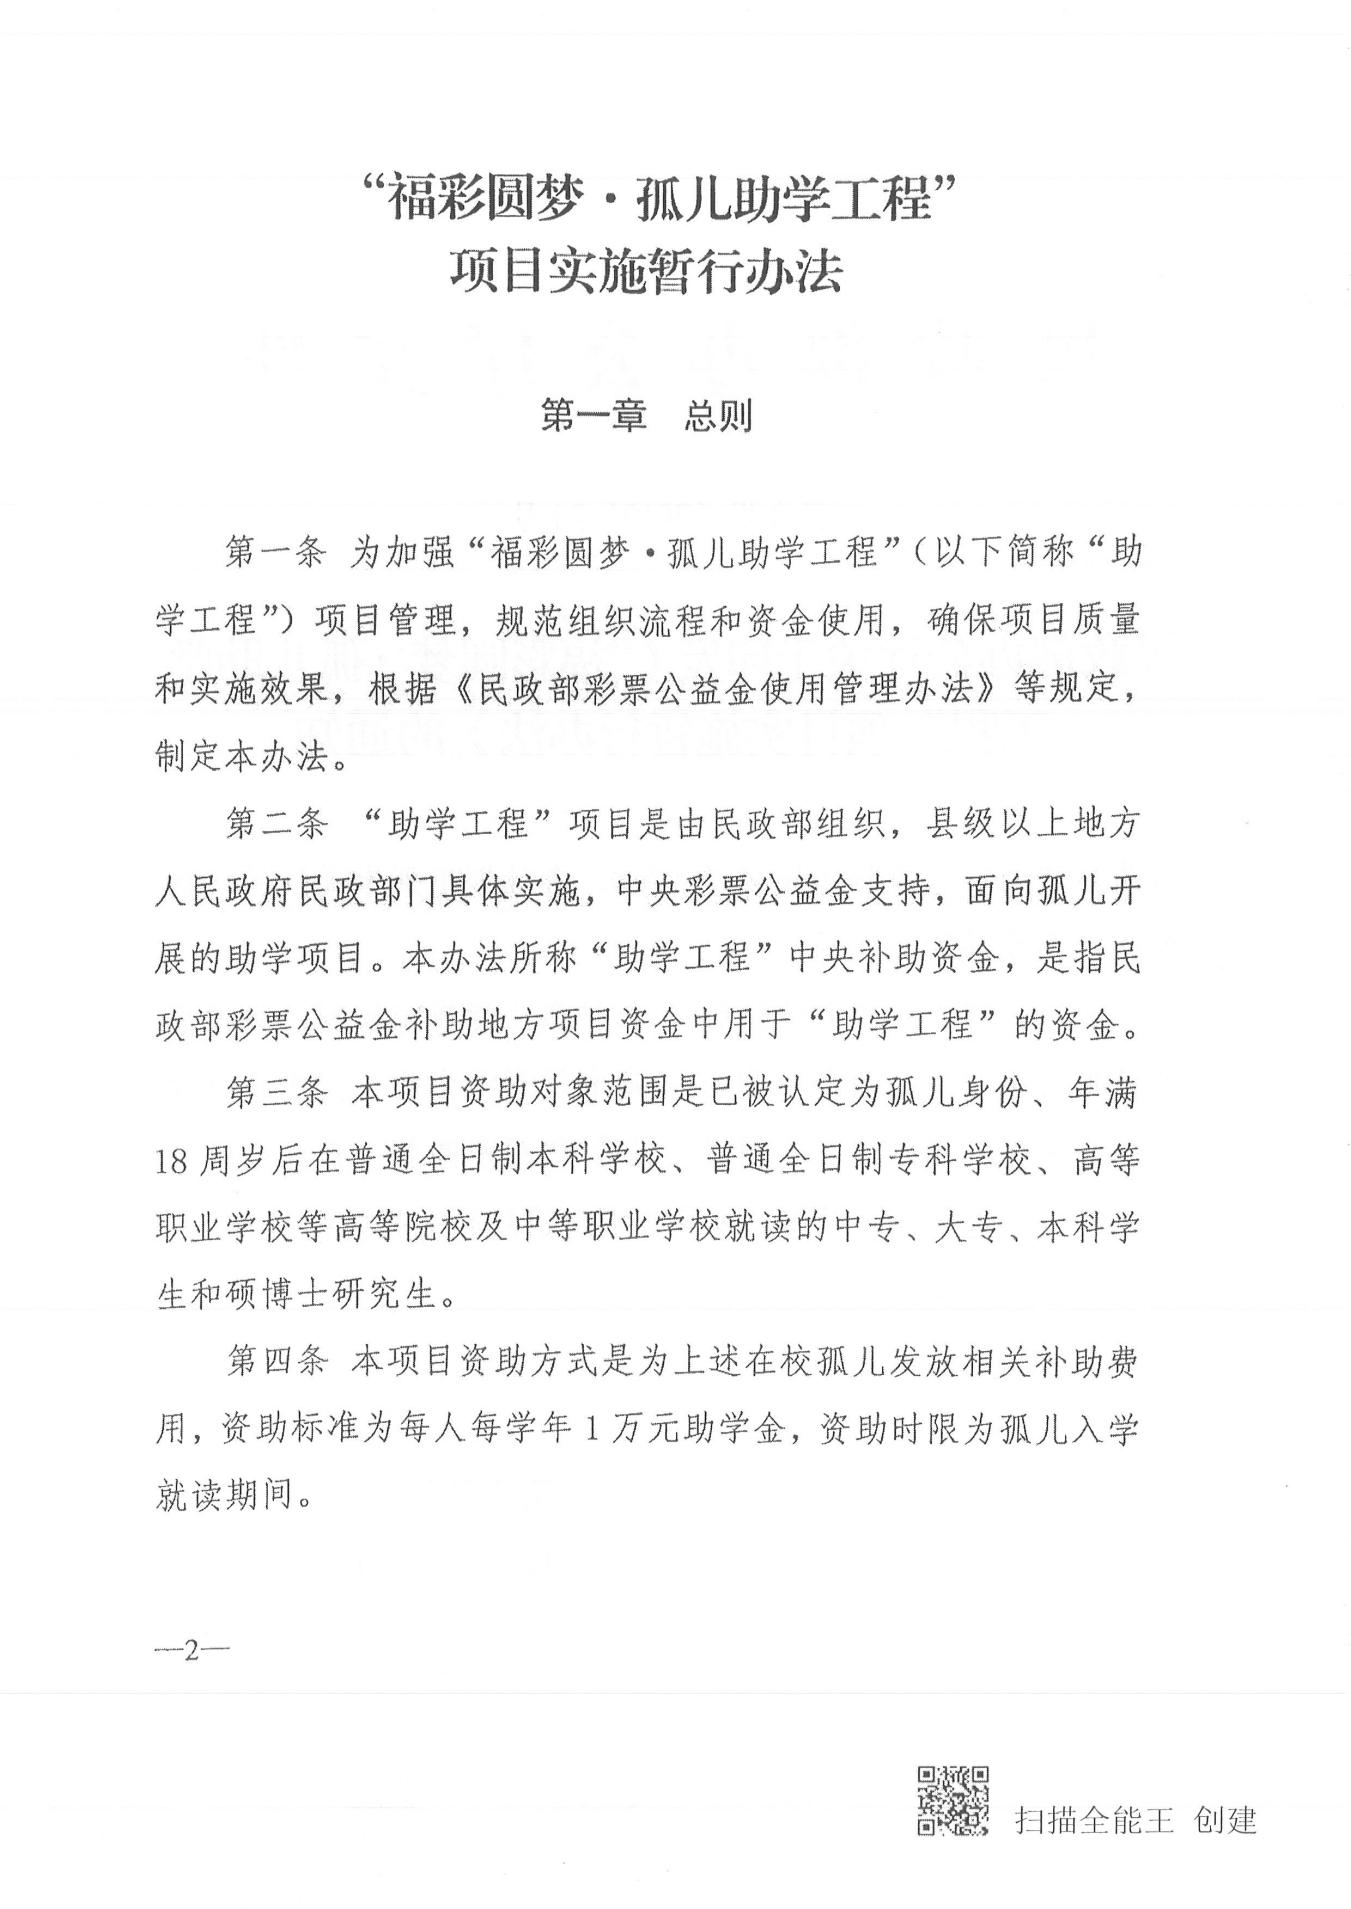 “福彩圆梦·孤儿助学工程”
项目实施暂行办法
第一章 总则
第一条 为加强“福彩圆梦·孤儿助学工程”（以下简称“助
学工程”）项目管理，规范组织流程和资金使用，确保项目质量
和实施效果，根据《民政部彩票公益金使用管理办法》等规定，
制定本办法。
第二条 “助学工程”项目是由民政部组织，县级以上地方
人民政府民政部门具体实施，中央彩票公益金支持，面向孤儿开
展的助学项目。本办法所称“助学工程”中央补助资金，是指民
政部彩票公益金补助地方项目资金中用于“助学工程”的资金。
第三条 本项目资助对象范围是已被认定为孤儿身份、年满
18 周岁后在普通全日制本科学校、普通全日制专科学校、高等
职业学校等高等院校及中等职业学校就读的中专、大专、本科学
生和硕博士研究生。
第四条 本项目资助方式是为上述在校孤儿发放相关补助费
用，资助标准为每人每学年 1 万元助学金，资助时限为孤儿入学
就读期间。
—2—
扫描全能王 创建